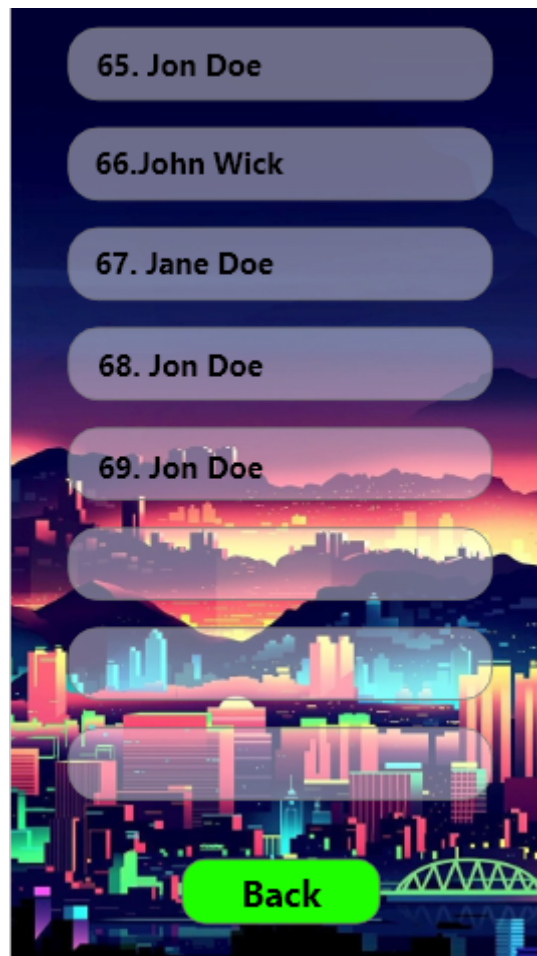 65. Jon Doe
66.John Wick
67. Jane Doe
68. Jon Doe
69. Jon Doe
Back